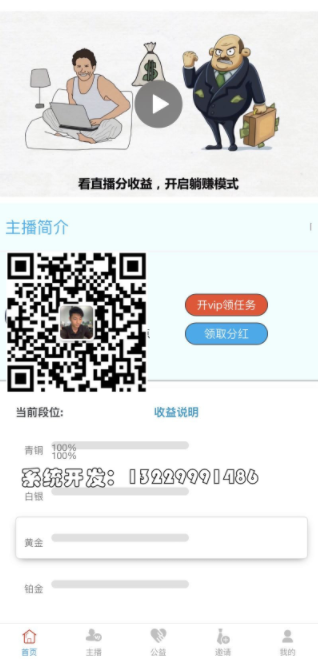 看直播分收益，开启躺赚模式
主播简介
开vip领任务
领取分红
当前段位:
收益说明
青铜
100%
100%
系统开发：13229991486
白银
黄金
铂金
首页
主播
公益
邀请
我的